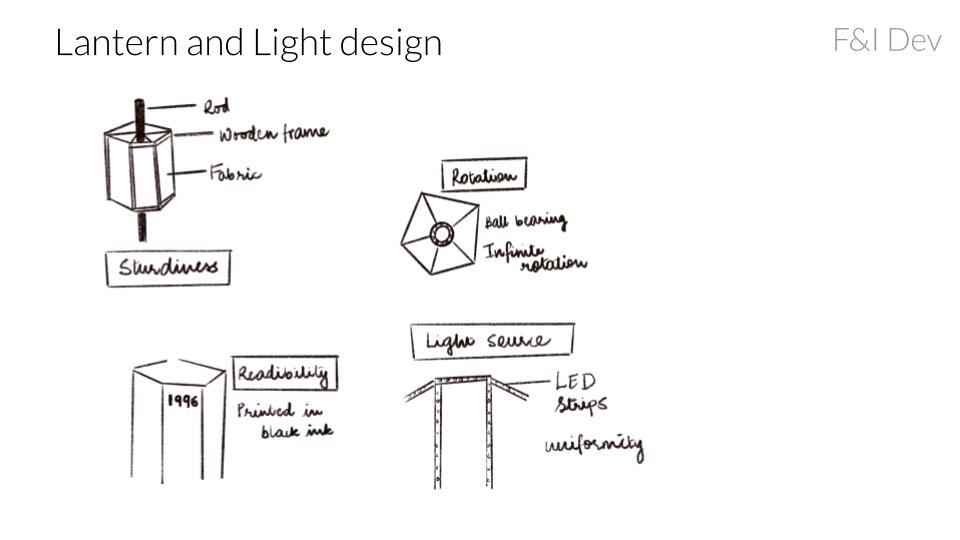 Lantern and Light design
F&I Dev
Rod
Wooden frame
Fabric
Sturdiness
Rotation
Ball bearing
Infinite
rotation
Readibility
1996
Printed in
black ink
Light source
LED
Strips
uniformity